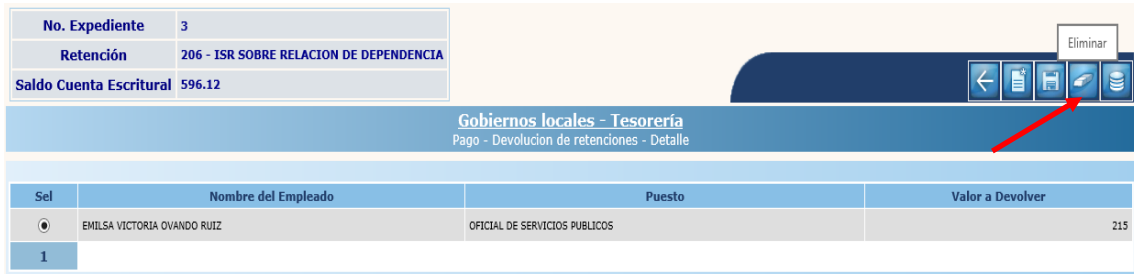 No. Expediente 3
Retención 206 - ISR SOBRE RELACION DE DEPENDENCIA
Saldo Cuenta Escritural 596.12
Eliminar
Gobiernos locales - Tesorería
Pago - Devolucion de retenciones - Detalle
Sel Nombre del Empleado Puesto Valor a Devolver
EMILSA VICTORIA OVANDO RUIZ OFICIAL DE SERVICIOS PUBLICOS 215
1